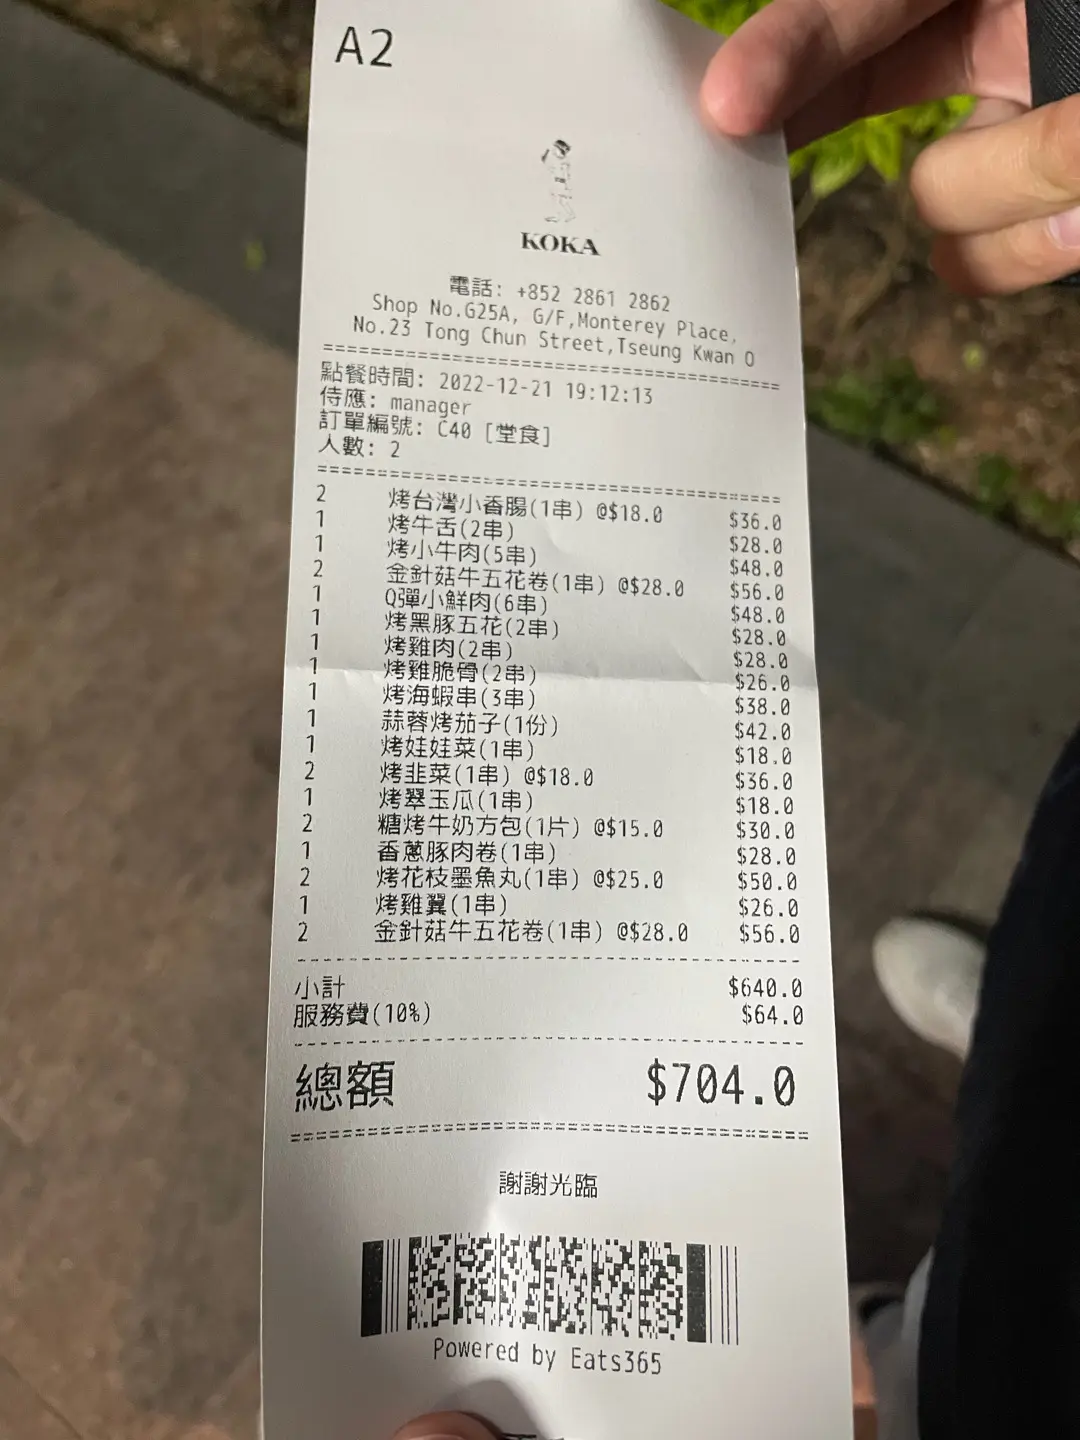 A2
KOKA
電話: +852 2861 2862
Shop No.G25A, G/F,Monterey Place,
No.23 Tong Chun Street,Tseung Kwan O
點餐時間: 2022-12-21 19:12:13
侍應: manager
訂單編號: C40 [堂食]
人數: 2
2 烤台灣小香腸(1串) @$18.0 $36.0
1 烤牛舌(2串) $28.0
1 烤小牛肉(5串) $48.0
2 金針菇牛五花卷(1串) @$28.0 $56.0
1 Q彈小鮮肉(6串) $48.0
1 烤黑豚五花(2串) $28.0
1 烤雞肉(2串) $28.0
1 烤雞脆骨(2串) $26.0
1 烤海蝦串(3串) $38.0
1 蒜蓉烤茄子(1份) $42.0
1 烤娃娃菜(1串) $18.0
2 烤韭菜(1串) @$18.0 $36.0
1 烤翠玉瓜(1串) $18.0
2 糖烤牛奶方包(1片) @$15.0 $30.0
1 香蔥豚肉卷(1串) $28.0
2 烤花枝墨魚丸(1串) @$25.0 $50.0
1 烤雞翼(1串) $26.0
2 金針菇牛五花卷(1串) @$28.0 $56.0
小計 $640.0
服務費(10%) $64.0
總額 $704.0
謝謝光臨
Powered by Eats365